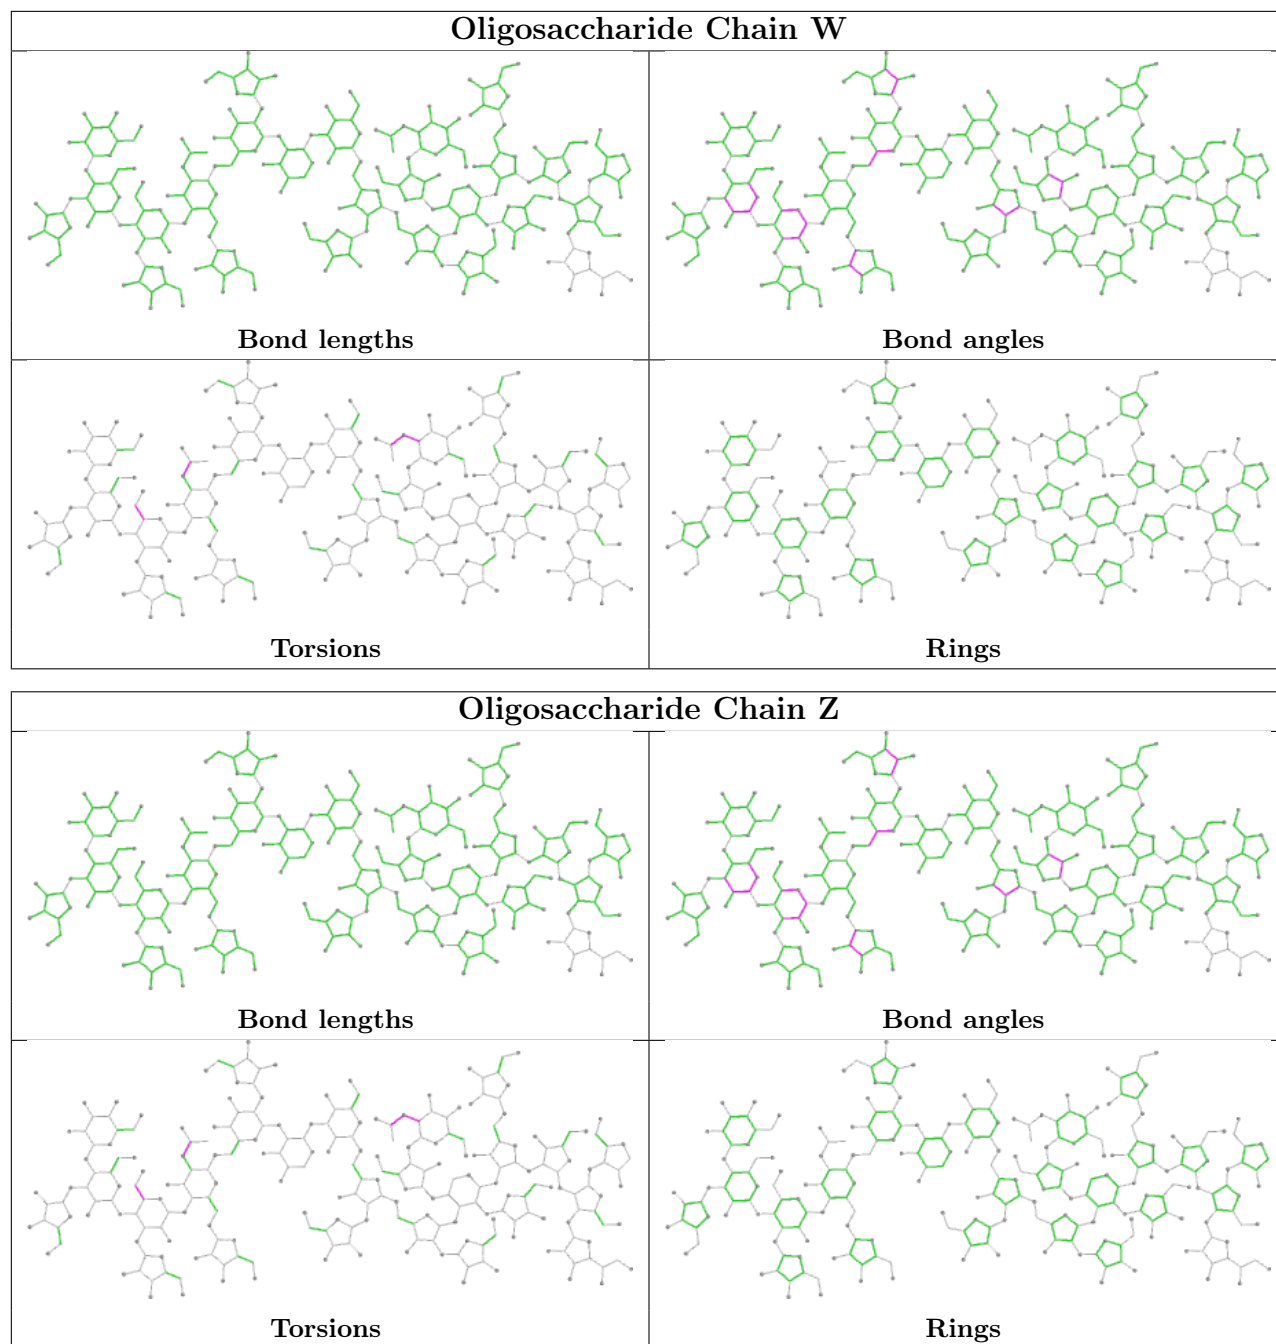 Oligosaccharide Chain W
Bond lengths
Bond angles
Torsions
Rings
Oligosaccharide Chain Z
Bond lengths
Bond angles
Torsions
Rings